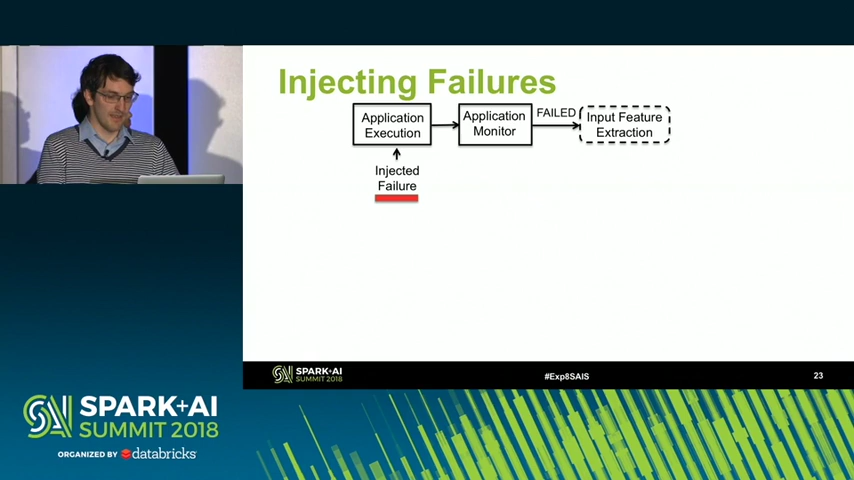 Injecting Failures
Application
Execution
Application
Monitor
FAILED
Input Feature
Extraction
Injected
Failure
SPARK+AI
SUMMIT 2018
#Exp8SAIS
23
SPARK+AI
SUMMIT 2018
ORGANIZED BY databricks